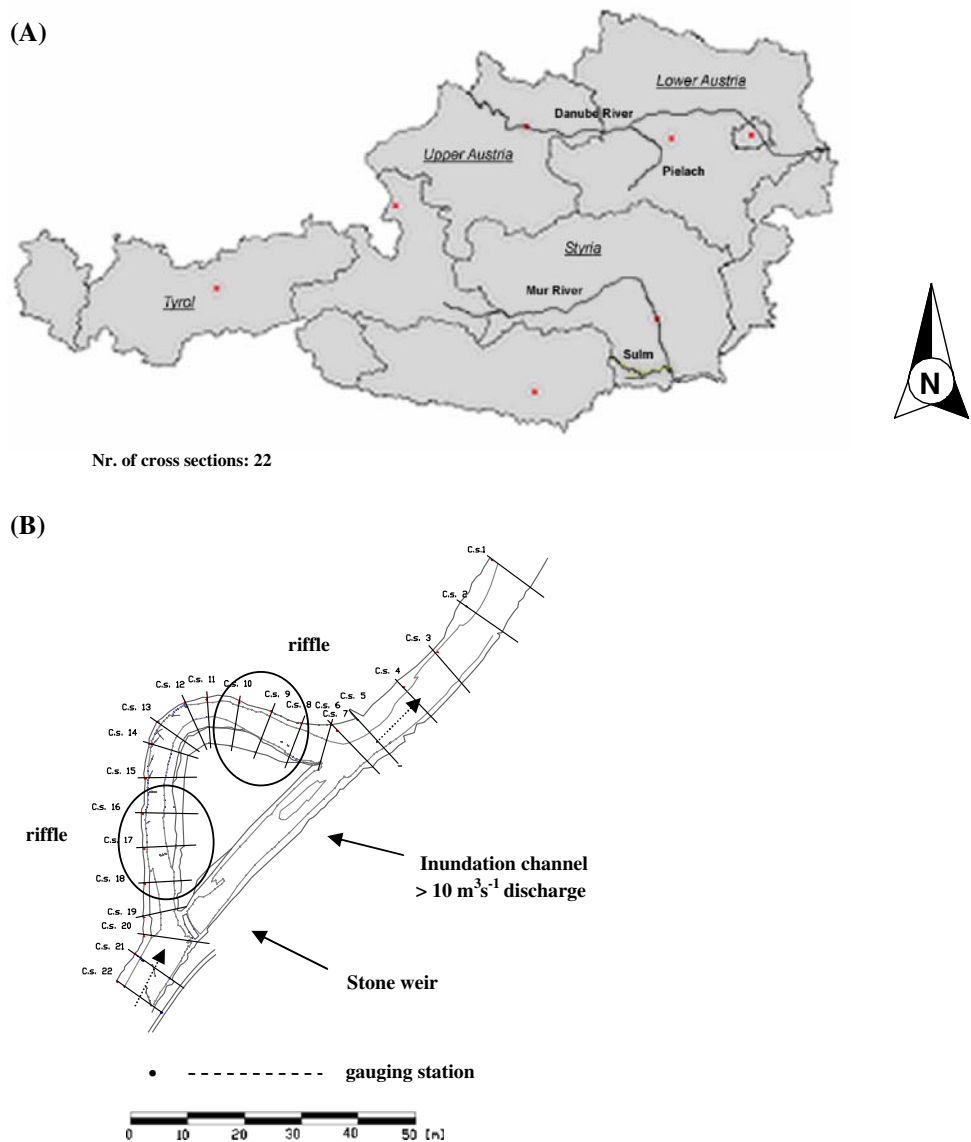 (A)
Lower Austria
Danube River
Upper Austria
Pielach
Styria
Mur River
Tyrol
Sulm
N
Nr. of cross sections: 22
(B)
C.s.1
C.s. 2
riffle
C.s. 3
C.s. 4
C.s. 11
C.s. 12
C.s. 10
C.s. 9
C.s. 5
C.s. 8
C.s. 6
C.s. 13
C.s. 7
C.s. 14
C.s. 15
C.s. 16
riffle
C.s. 17
Inundation channel
> 10 m³s⁻¹ discharge
C.s. 18
C.s. 19
C.s. 20
C.s. 21
C.s. 22
Stone weir
gauging station
0 10 20 30 40 50 [m]